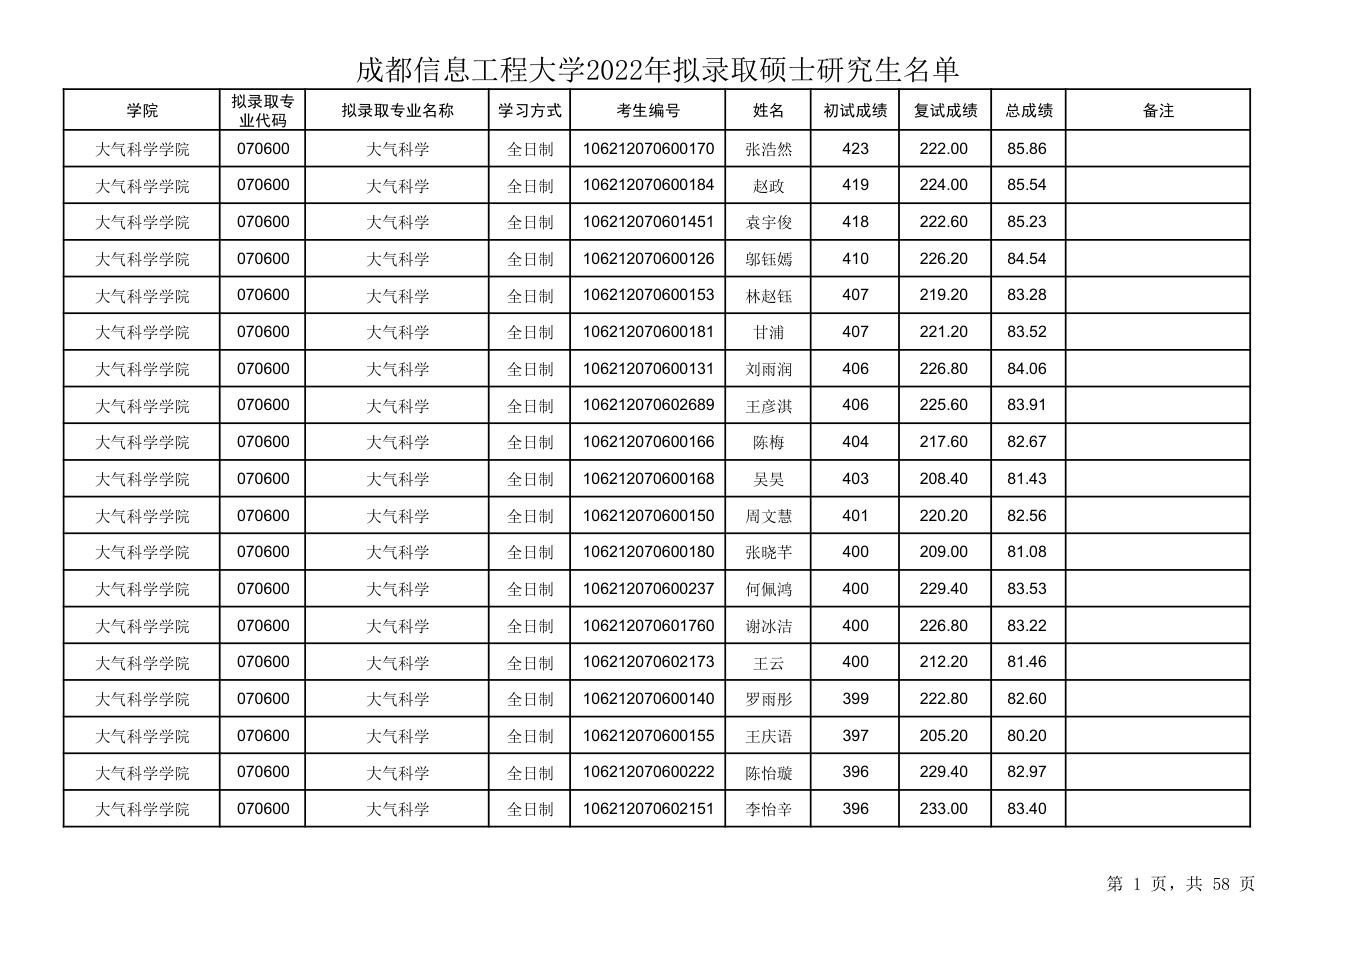 成都信息工程大学2022年拟录取硕士研究生名单
学院 拟录取专业代码 拟录取专业名称 学习方式 考生编号 姓名 初试成绩 复试成绩 总成绩 备注
大气科学学院 070600 大气科学 全日制 106212070600170 张浩然 423 222.00 85.86
大气科学学院 070600 大气科学 全日制 106212070600184 赵政 419 224.00 85.54
大气科学学院 070600 大气科学 全日制 106212070601451 袁宇俊 418 222.60 85.23
大气科学学院 070600 大气科学 全日制 106212070600126 邬钰嫣 410 226.20 84.54
大气科学学院 070600 大气科学 全日制 106212070600153 林赵钰 407 219.20 83.28
大气科学学院 070600 大气科学 全日制 106212070600181 甘浦 407 221.20 83.52
大气科学学院 070600 大气科学 全日制 106212070600131 刘雨润 406 226.80 84.06
大气科学学院 070600 大气科学 全日制 106212070602689 王彦淇 406 225.60 83.91
大气科学学院 070600 大气科学 全日制 106212070600166 陈梅 404 217.60 82.67
大气科学学院 070600 大气科学 全日制 106212070600168 吴昊 403 208.40 81.43
大气科学学院 070600 大气科学 全日制 106212070600150 周文慧 401 220.20 82.56
大气科学学院 070600 大气科学 全日制 106212070600180 张晓芊 400 209.00 81.08
大气科学学院 070600 大气科学 全日制 106212070600237 何佩鸿 400 229.40 83.53
大气科学学院 070600 大气科学 全日制 106212070601760 谢冰洁 400 226.80 83.22
大气科学学院 070600 大气科学 全日制 106212070602173 王云 400 212.20 81.46
大气科学学院 070600 大气科学 全日制 106212070600140 罗雨彤 399 222.80 82.60
大气科学学院 070600 大气科学 全日制 106212070600155 王庆语 397 205.20 80.20
大气科学学院 070600 大气科学 全日制 106212070600222 陈怡璇 396 229.40 82.97
大气科学学院 070600 大气科学 全日制 106212070602151 李怡辛 396 233.00 83.40
第 1 页，共 58 页